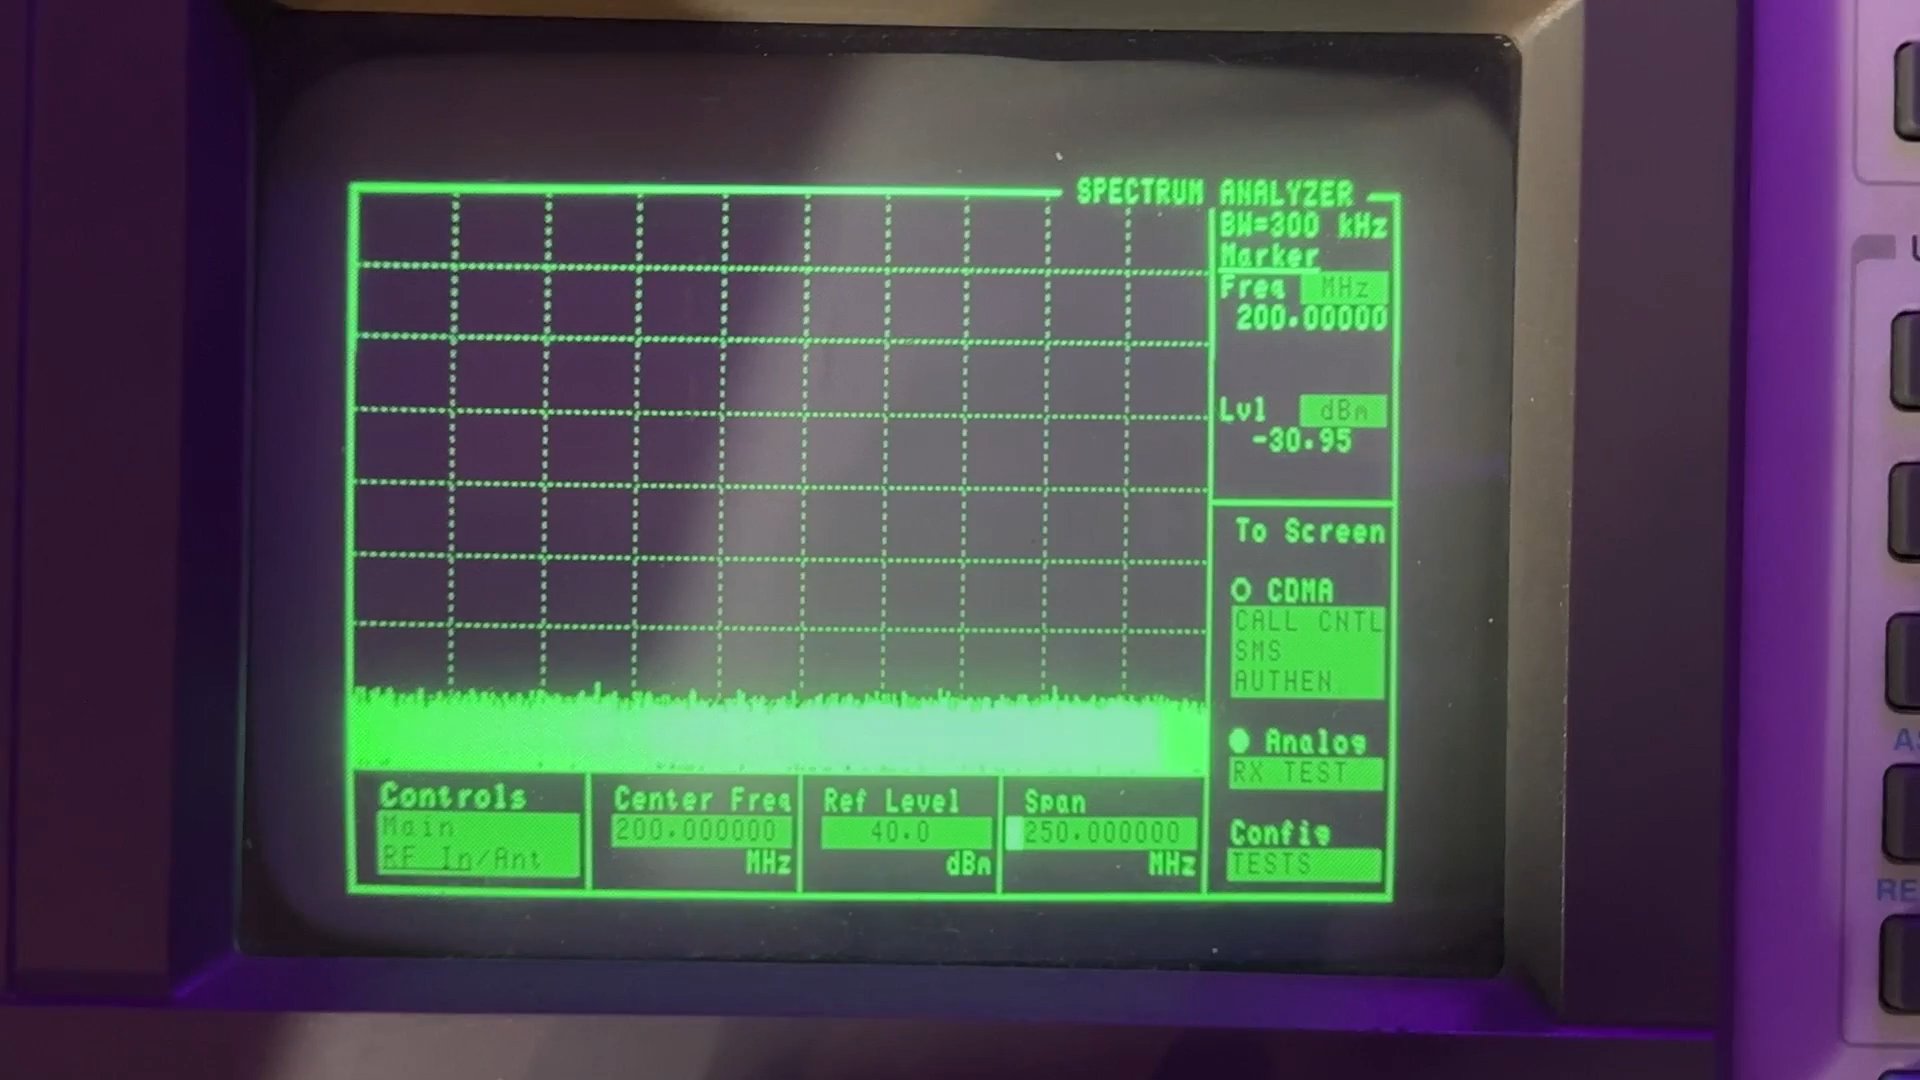 SPECTRUM ANALYZER
BW=300 kHz
Marker
Freq MHz
200.00000
Lvl dBm
-30.95
To Screen
CDMA
CALL CNTL
SMS
AUTHEN
Analog
RX TEST
Config
TESTS
Controls
Main
RF In/Ant
Center Freq
200.000000
MHz
Ref Level
40.0
dBm
Span
250.000000
MHz